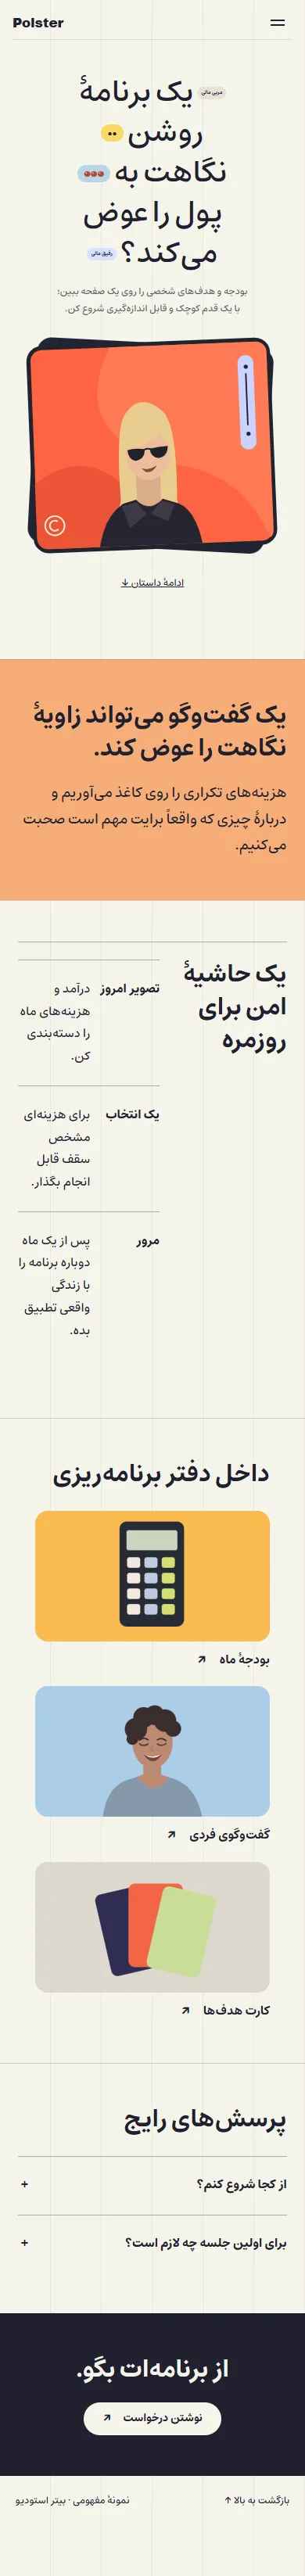 Polster
مربی مالی یک برنامهٔ
روشن
نگاهت به
پول را عوض
می‌کند؟ رفیق مالی
بودجه و هدف‌های شخصی را روی یک صفحه ببین؛
با یک قدم کوچک و قابل اندازه‌گیری شروع کن.
ادامهٔ داستان ↓
یک گفت‌وگو می‌تواند زاویهٔ
نگاهت را عوض کند.
هزینه‌های تکراری را روی کاغذ می‌آوریم و
دربارهٔ چیزی که واقعاً برایت مهم است صحبت
می‌کنیم.
یک حاشیهٔ
امن برای
روزمره
تصویر امروز
درآمد و
هزینه‌های ماه
را دسته‌بندی
کن.
یک انتخاب
برای هزینه‌ای
مشخص
سقف قابل
انجام بگذار.
مرور
پس از یک ماه
دوباره برنامه را
با زندگی
واقعی تطبیق
بده.
داخل دفتر برنامه‌ریزی
بودجهٔ ماه ↗
گفت‌وگوی فردی ↗
کارت هدف‌ها ↗
پرسش‌های رایج
از کجا شروع کنم؟ +
برای اولین جلسه چه لازم است؟ +
از برنامه‌ات بگو.
نوشتن درخواست ↗
بازگشت به بالا ↑
نمونهٔ مفهومی · بیتر استودیو